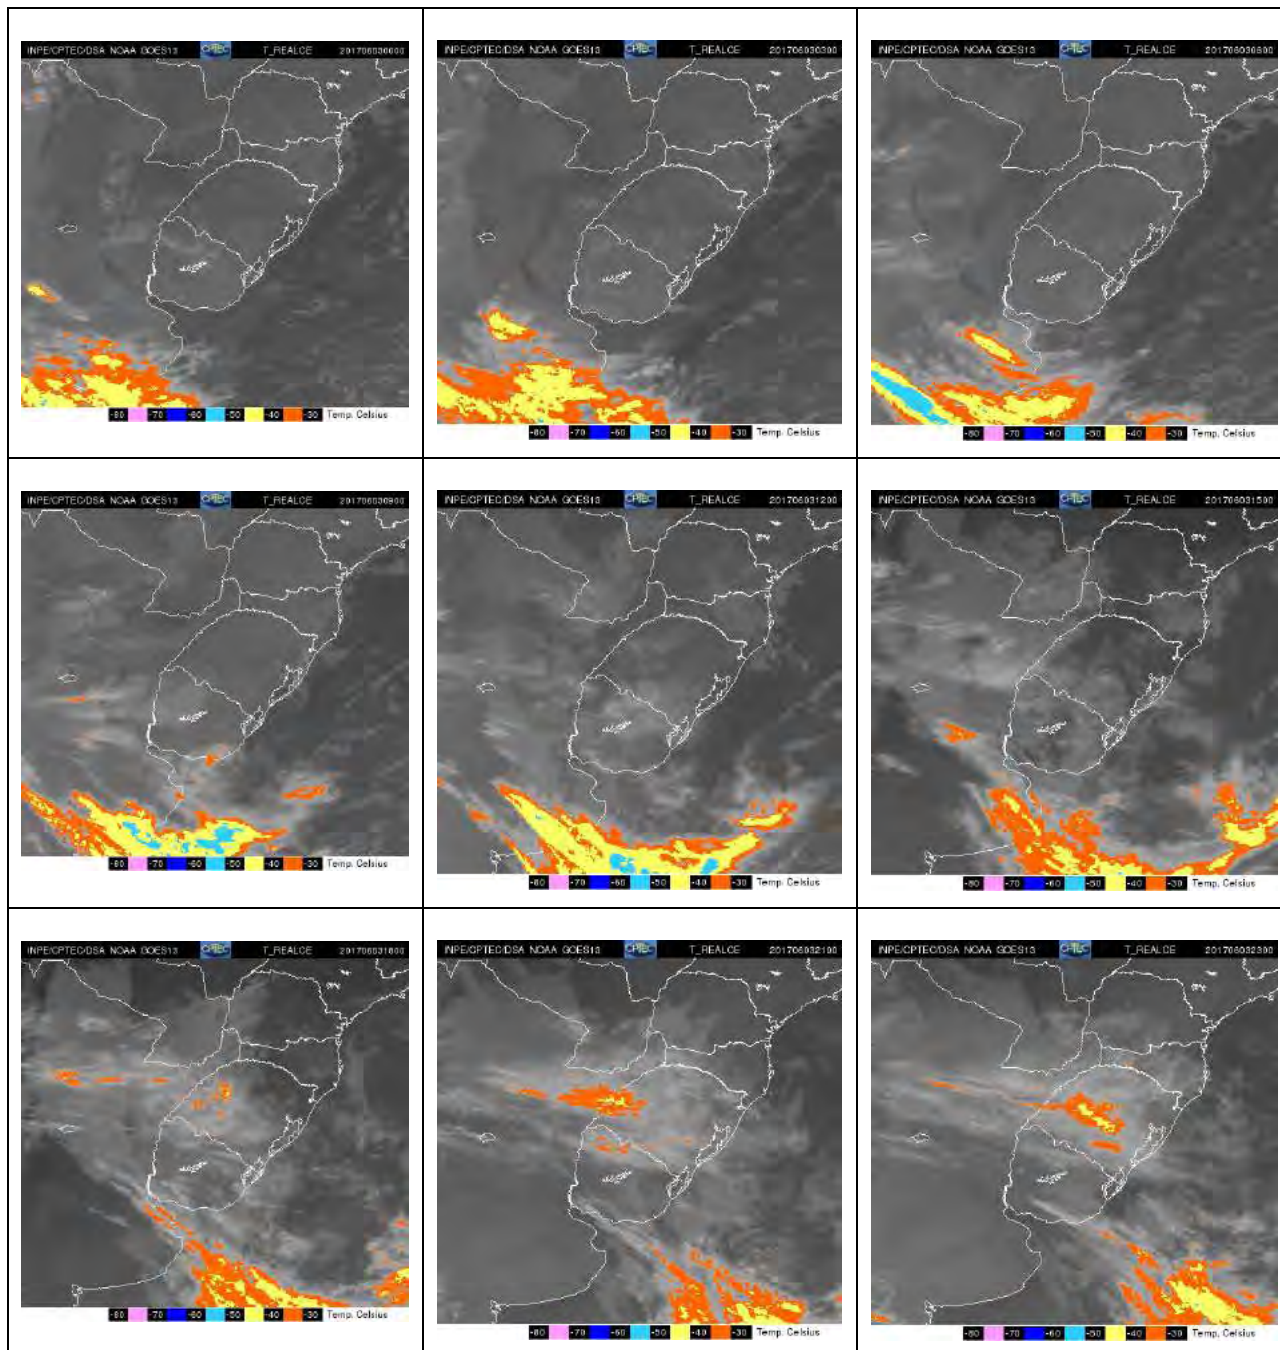 INPE/CPTEC/DSA NOAA GOES13 CPTEC T_REALCE 201706030000
-80 -70 -60 -50 -40 -30 Temp. Celsius
INPE/CPTEC/DSA NOAA GOES13 CPTEC T_REALCE 201706030300
-80 -70 -60 -50 -40 -30 Temp. Celsius
INPE/CPTEC/DSA NOAA GOES13 CPTEC T_REALCE 201706030600
-80 -70 -60 -50 -40 -30 Temp. Celsius
INPE/CPTEC/DSA NOAA GOES13 CPTEC T_REALCE 201706030900
-80 -70 -60 -50 -40 -30 Temp. Celsius
INPE/CPTEC/DSA NOAA GOES13 CPTEC T_REALCE 201706031200
-80 -70 -60 -50 -40 -30 Temp. Celsius
INPE/CPTEC/DSA NOAA GOES13 CPTEC T_REALCE 201706031500
-80 -70 -60 -50 -40 -30 Temp. Celsius
INPE/CPTEC/DSA NOAA GOES13 CPTEC T_REALCE 201706031800
-80 -70 -60 -50 -40 -30 Temp. Celsius
INPE/CPTEC/DSA NOAA GOES13 CPTEC T_REALCE 201706032100
-80 -70 -60 -50 -40 -30 Temp. Celsius
INPE/CPTEC/DSA NOAA GOES13 CPTEC T_REALCE 201706032300
-80 -70 -60 -50 -40 -30 Temp. Celsius